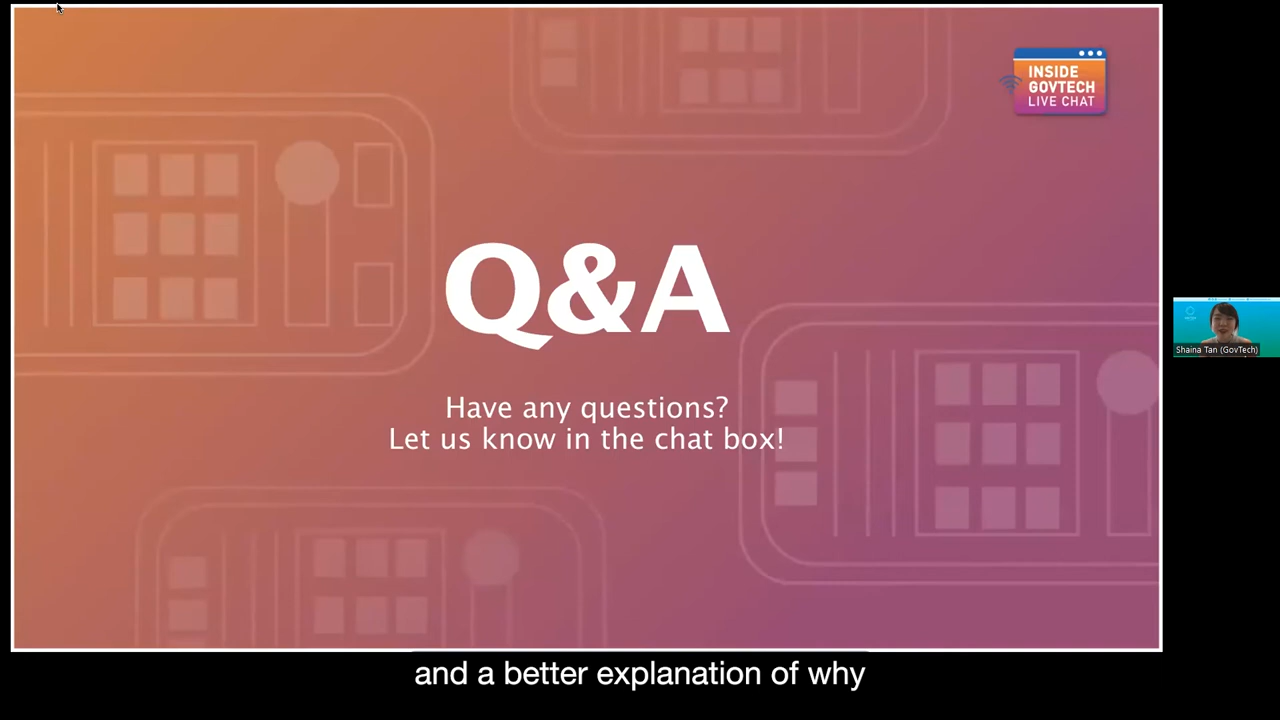 INSIDE
GOVTECH
LIVE CHAT
Q&A
Have any questions?
Let us know in the chat box!
Shaina Tan (GovTech)
and a better explanation of why